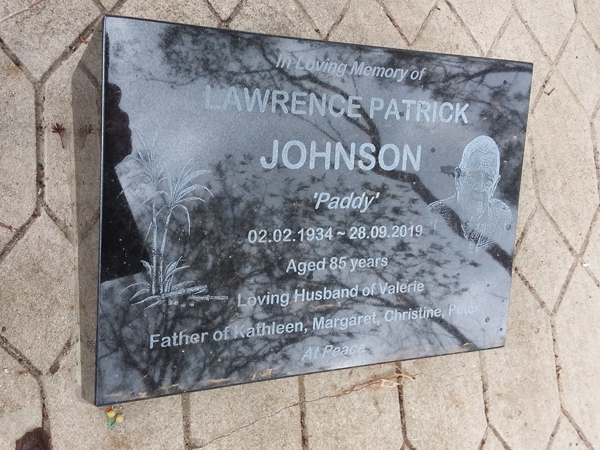 In Loving Memory of
LAWRENCE PATRICK
JOHNSON
'Paddy'
02.02.1934 ~ 28.09.2019
Aged 85 years
Loving Husband of Valerie
Father of Kathleen, Margaret, Christine, Peter
At Peace